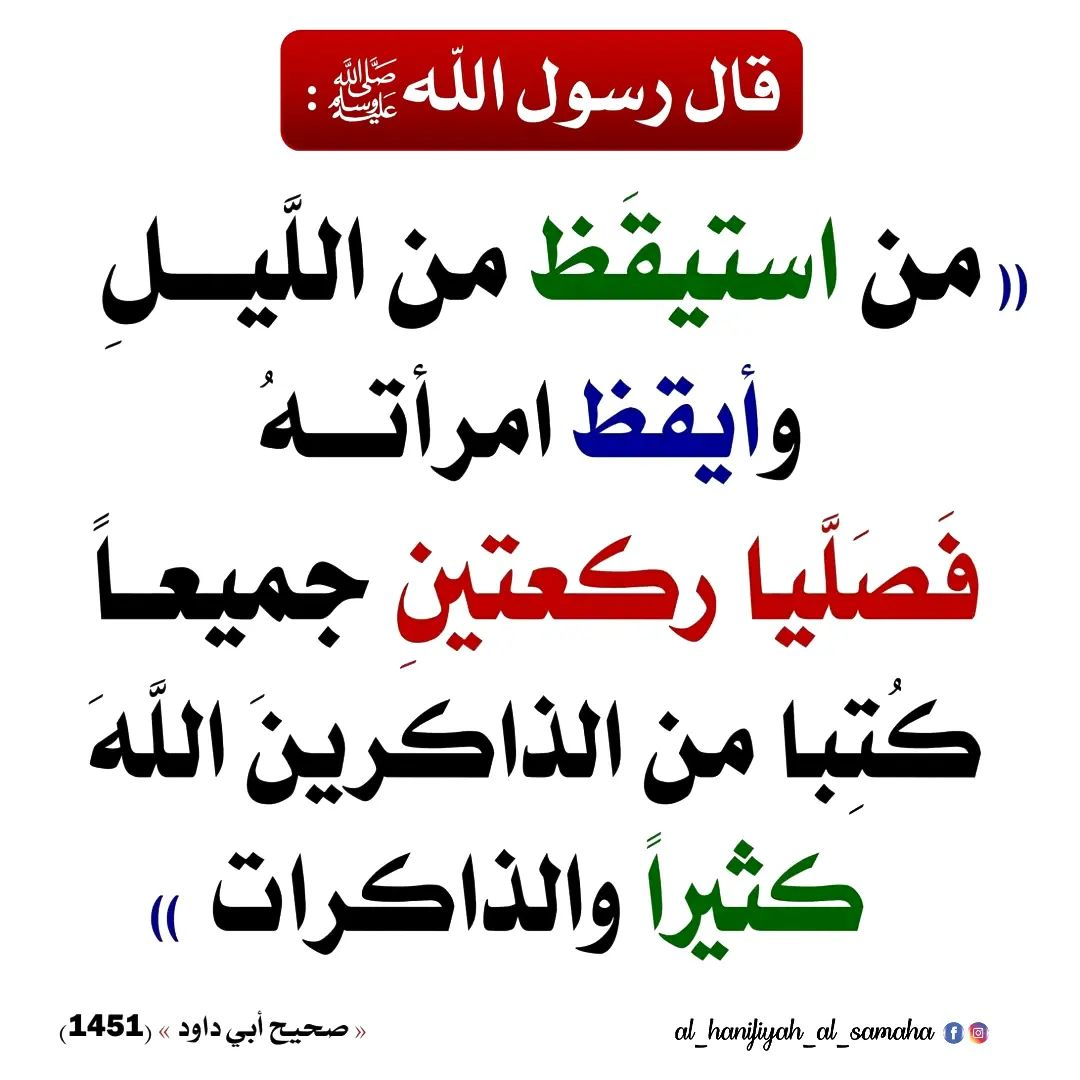 قال رسول اللّه ﷺ :
(( من استيقَظ من اللَّيـــلِ
وأيقظ امرأتـــهُ
فَصَلَّيا ركعتينِ جميعـاً
كُتِبا من الذاكرينَ اللَّهَ
كثيراً والذاكرات ))
« صحيح أبي داود » (1451)
al_hanifiyah_al_samaha